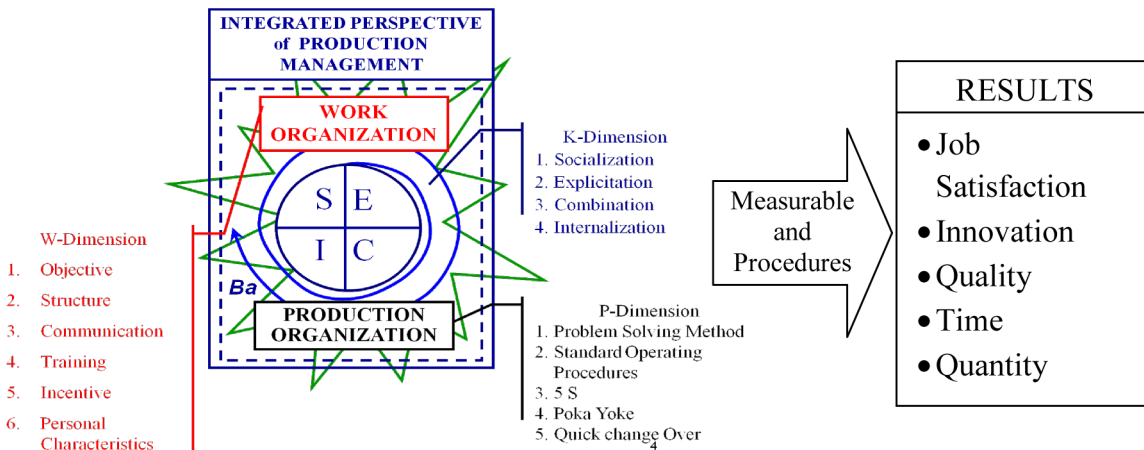 INTEGRATED PERSPECTIVE
of PRODUCTION
MANAGEMENT
WORK
ORGANIZATION
S E
I C
Ba
PRODUCTION
ORGANIZATION
W-Dimension
1. Objective
2. Structure
3. Communication
4. Training
5. Incentive
6. Personal
Characteristics
K-Dimension
1. Socialization
2. Explicitation
3. Combination
4. Internalization
P-Dimension
1. Problem Solving Method
2. Standard Operating
Procedures
3. 5 S
4. Poka Yoke
5. Quick change Over
4
Measurable
and
Procedures
RESULTS
• Job
Satisfaction
• Innovation
• Quality
• Time
• Quantity